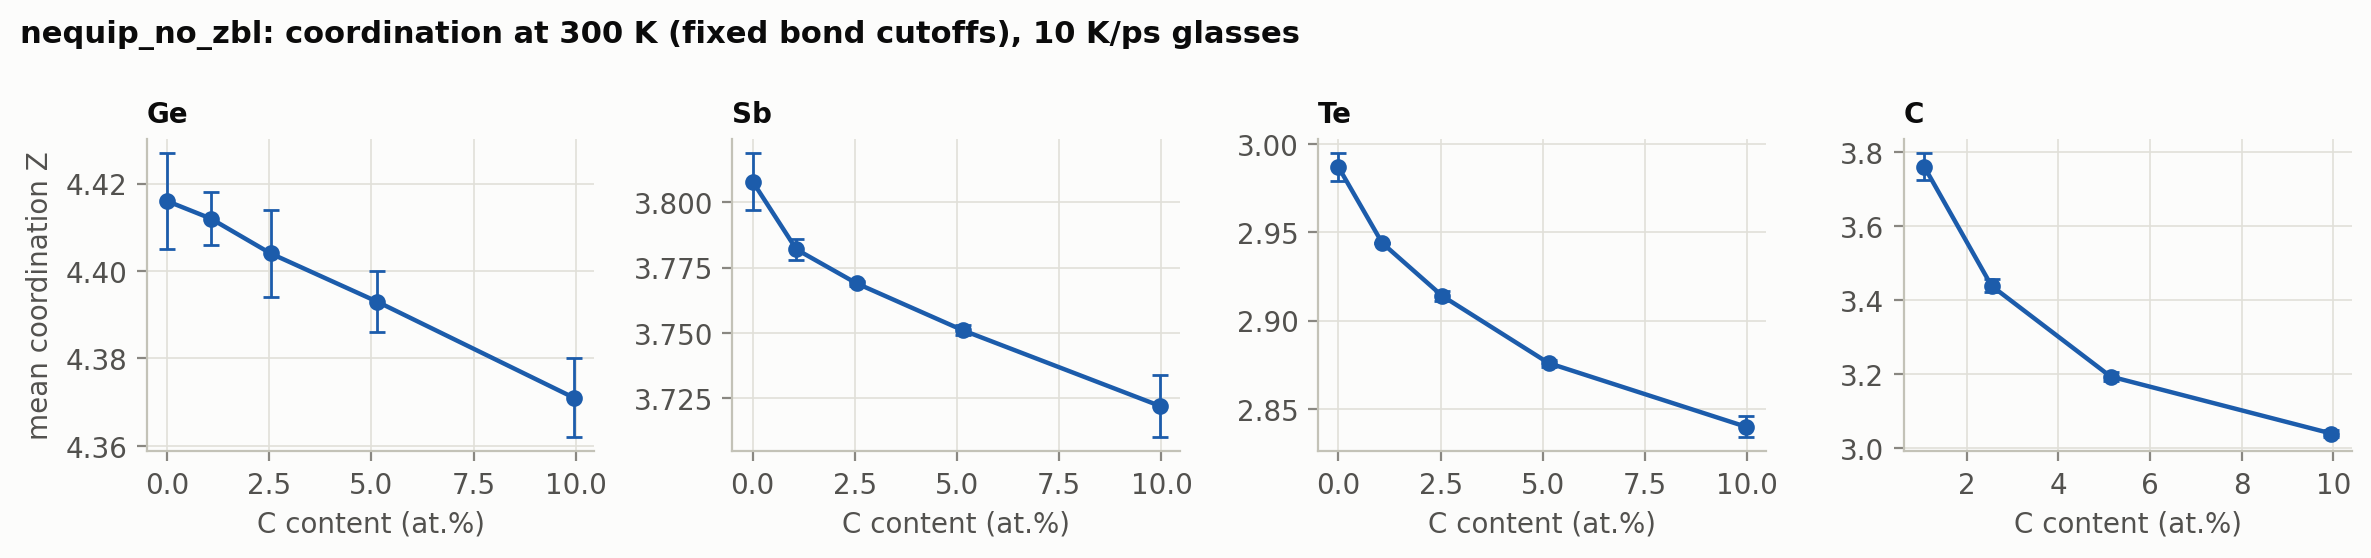 nequip_no_zbl: coordination at 300 K (fixed bond cutoffs), 10 K/ps glasses
Ge
mean coordination Z
4.42
4.40
4.38
4.36
0.0 2.5 5.0 7.5 10.0
C content (at.%)
Sb
3.800
3.775
3.750
3.725
0.0 2.5 5.0 7.5 10.0
C content (at.%)
Te
3.00
2.95
2.90
2.85
0.0 2.5 5.0 7.5 10.0
C content (at.%)
C
3.8
3.6
3.4
3.2
3.0
2 4 6 8 10
C content (at.%)